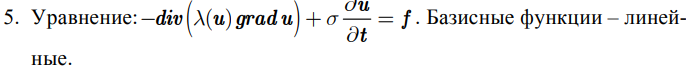 5. Уравнение: −div(λ(u) grad u) + σ ∂u/∂t = f . Базисные функции – линей-
ные.